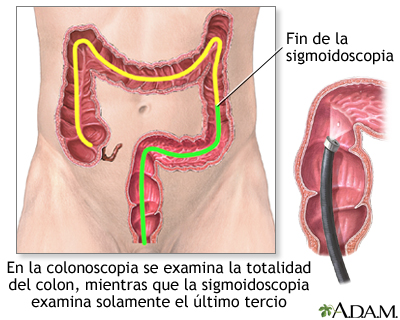 Fin de la
sigmoidoscopia
En la colonoscopia se examina la totalidad
del colon, mientras que la sigmoidoscopia
examina solamente el último tercio
A.D.A.M.